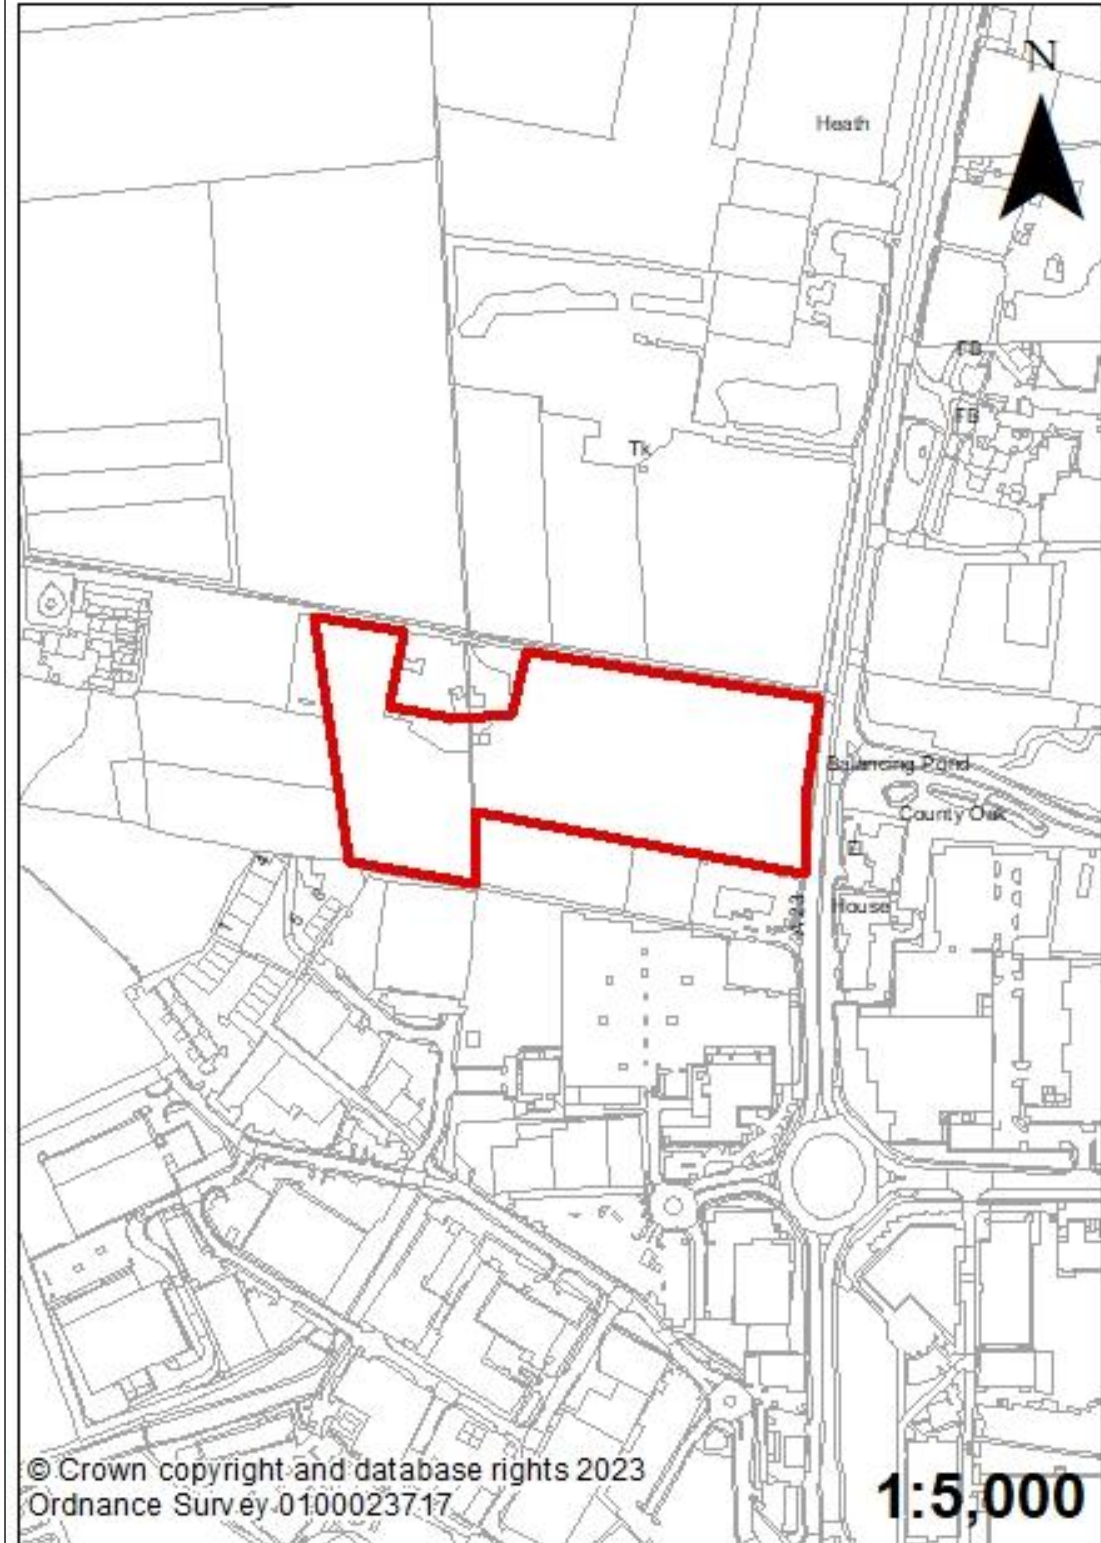 N
Heath
FB
FB
Tk
Balancing Pond
County Oak
El
House
A 23
© Crown copyright and database rights 2023
Ordnance Survey 0100023717
1:5,000